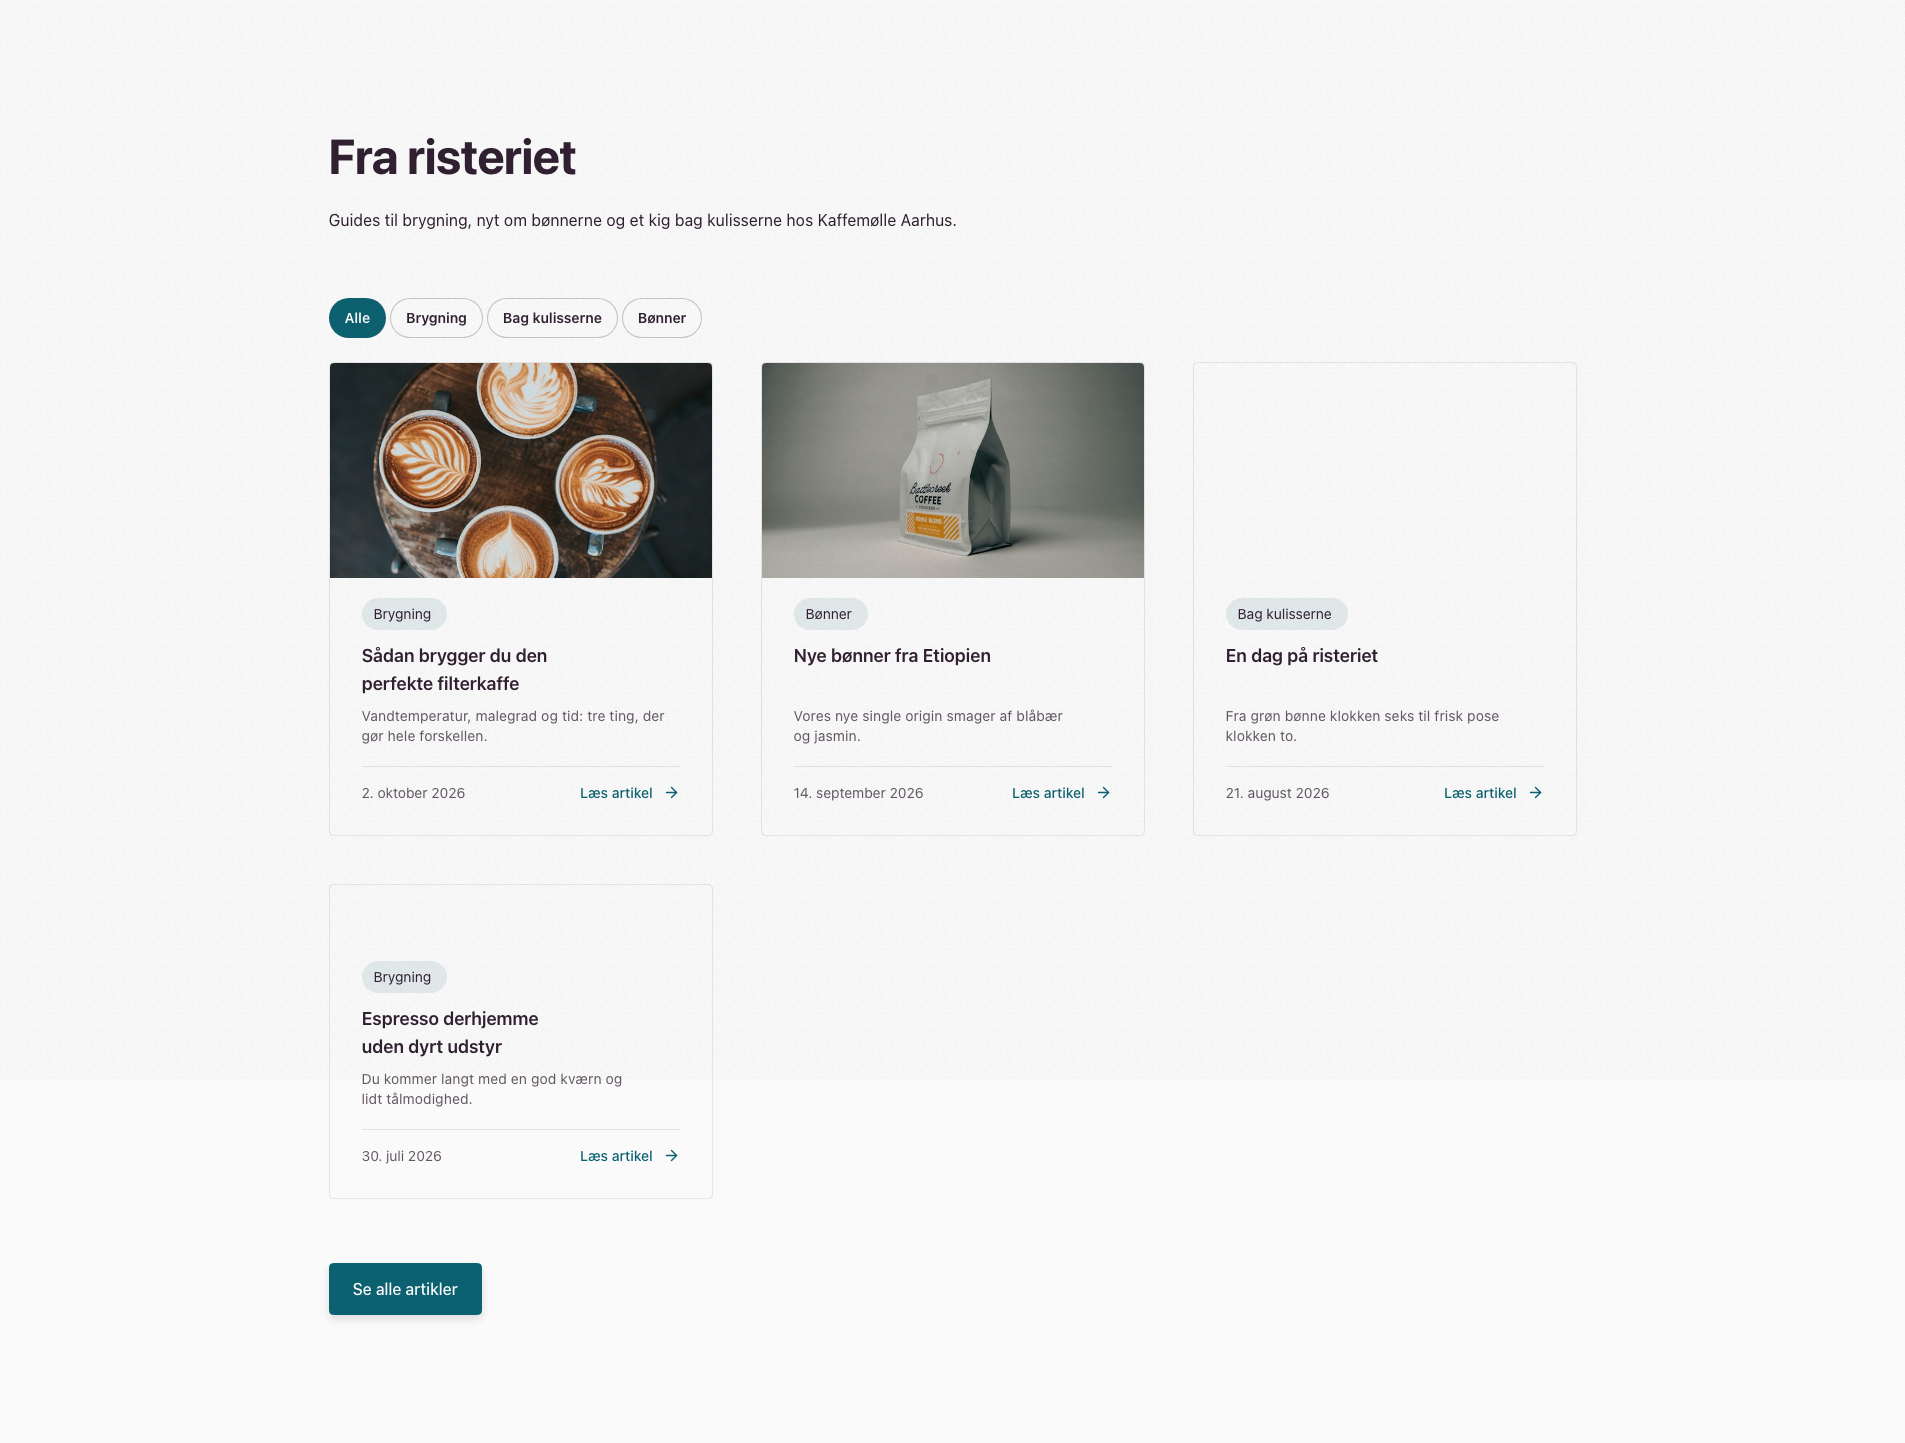 Fra risteriet
Guides til brygning, nyt om bønnerne og et kig bag kulisserne hos Kaffemølle Aarhus.
Alle
Brygning
Bag kulisserne
Bønner
COFFEE
Brygning
Sådan brygger du den
perfekte filterkaffe
Vandtemperatur, malegrad og tid: tre ting, der
gør hele forskellen.
2. oktober 2026
Læs artikel
Bønner
Nye bønner fra Etiopien
Vores nye single origin smager af blåbær
og jasmin.
14. september 2026
Læs artikel
Bag kulisserne
En dag på risteriet
Fra grøn bønne klokken seks til frisk pose
klokken to.
21. august 2026
Læs artikel
Brygning
Espresso derhjemme
uden dyrt udstyr
Du kommer langt med en god kværn og
lidt tålmodighed.
30. juli 2026
Læs artikel
Se alle artikler